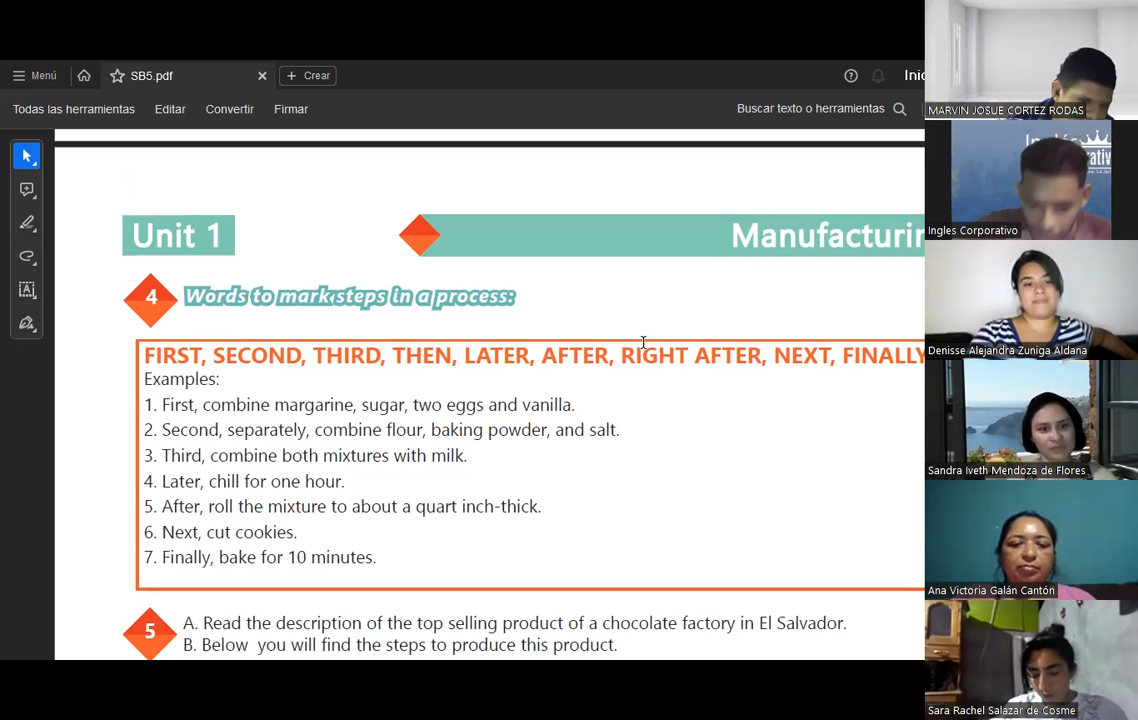 Menú
SB5.pdf
Crear
Inic
Todas las herramientas
Editar
Convertir
Firmar
Buscar texto o herramientas
Unit 1
Manufacturin
4
Words to mark steps in a process:
FIRST, SECOND, THIRD, THEN, LATER, AFTER, RIGHT AFTER, NEXT, FINALLY
Examples:
1. First, combine margarine, sugar, two eggs and vanilla.
2. Second, separately, combine flour, baking powder, and salt.
3. Third, combine both mixtures with milk.
4. Later, chill for one hour.
5. After, roll the mixture to about a quart inch-thick.
6. Next, cut cookies.
7. Finally, bake for 10 minutes.
5
A. Read the description of the top selling product of a chocolate factory in El Salvador.
B. Below you will find the steps to produce this product.
MARVIN JOSUE CORTEZ RODAS
Ingles Corporativo
Denisse Alejandra Zuniga Aldana
Sandra Iveth Mendoza de Flores
Ana Victoria Galán Cantón
Sara Rachel Salazar de Cosme